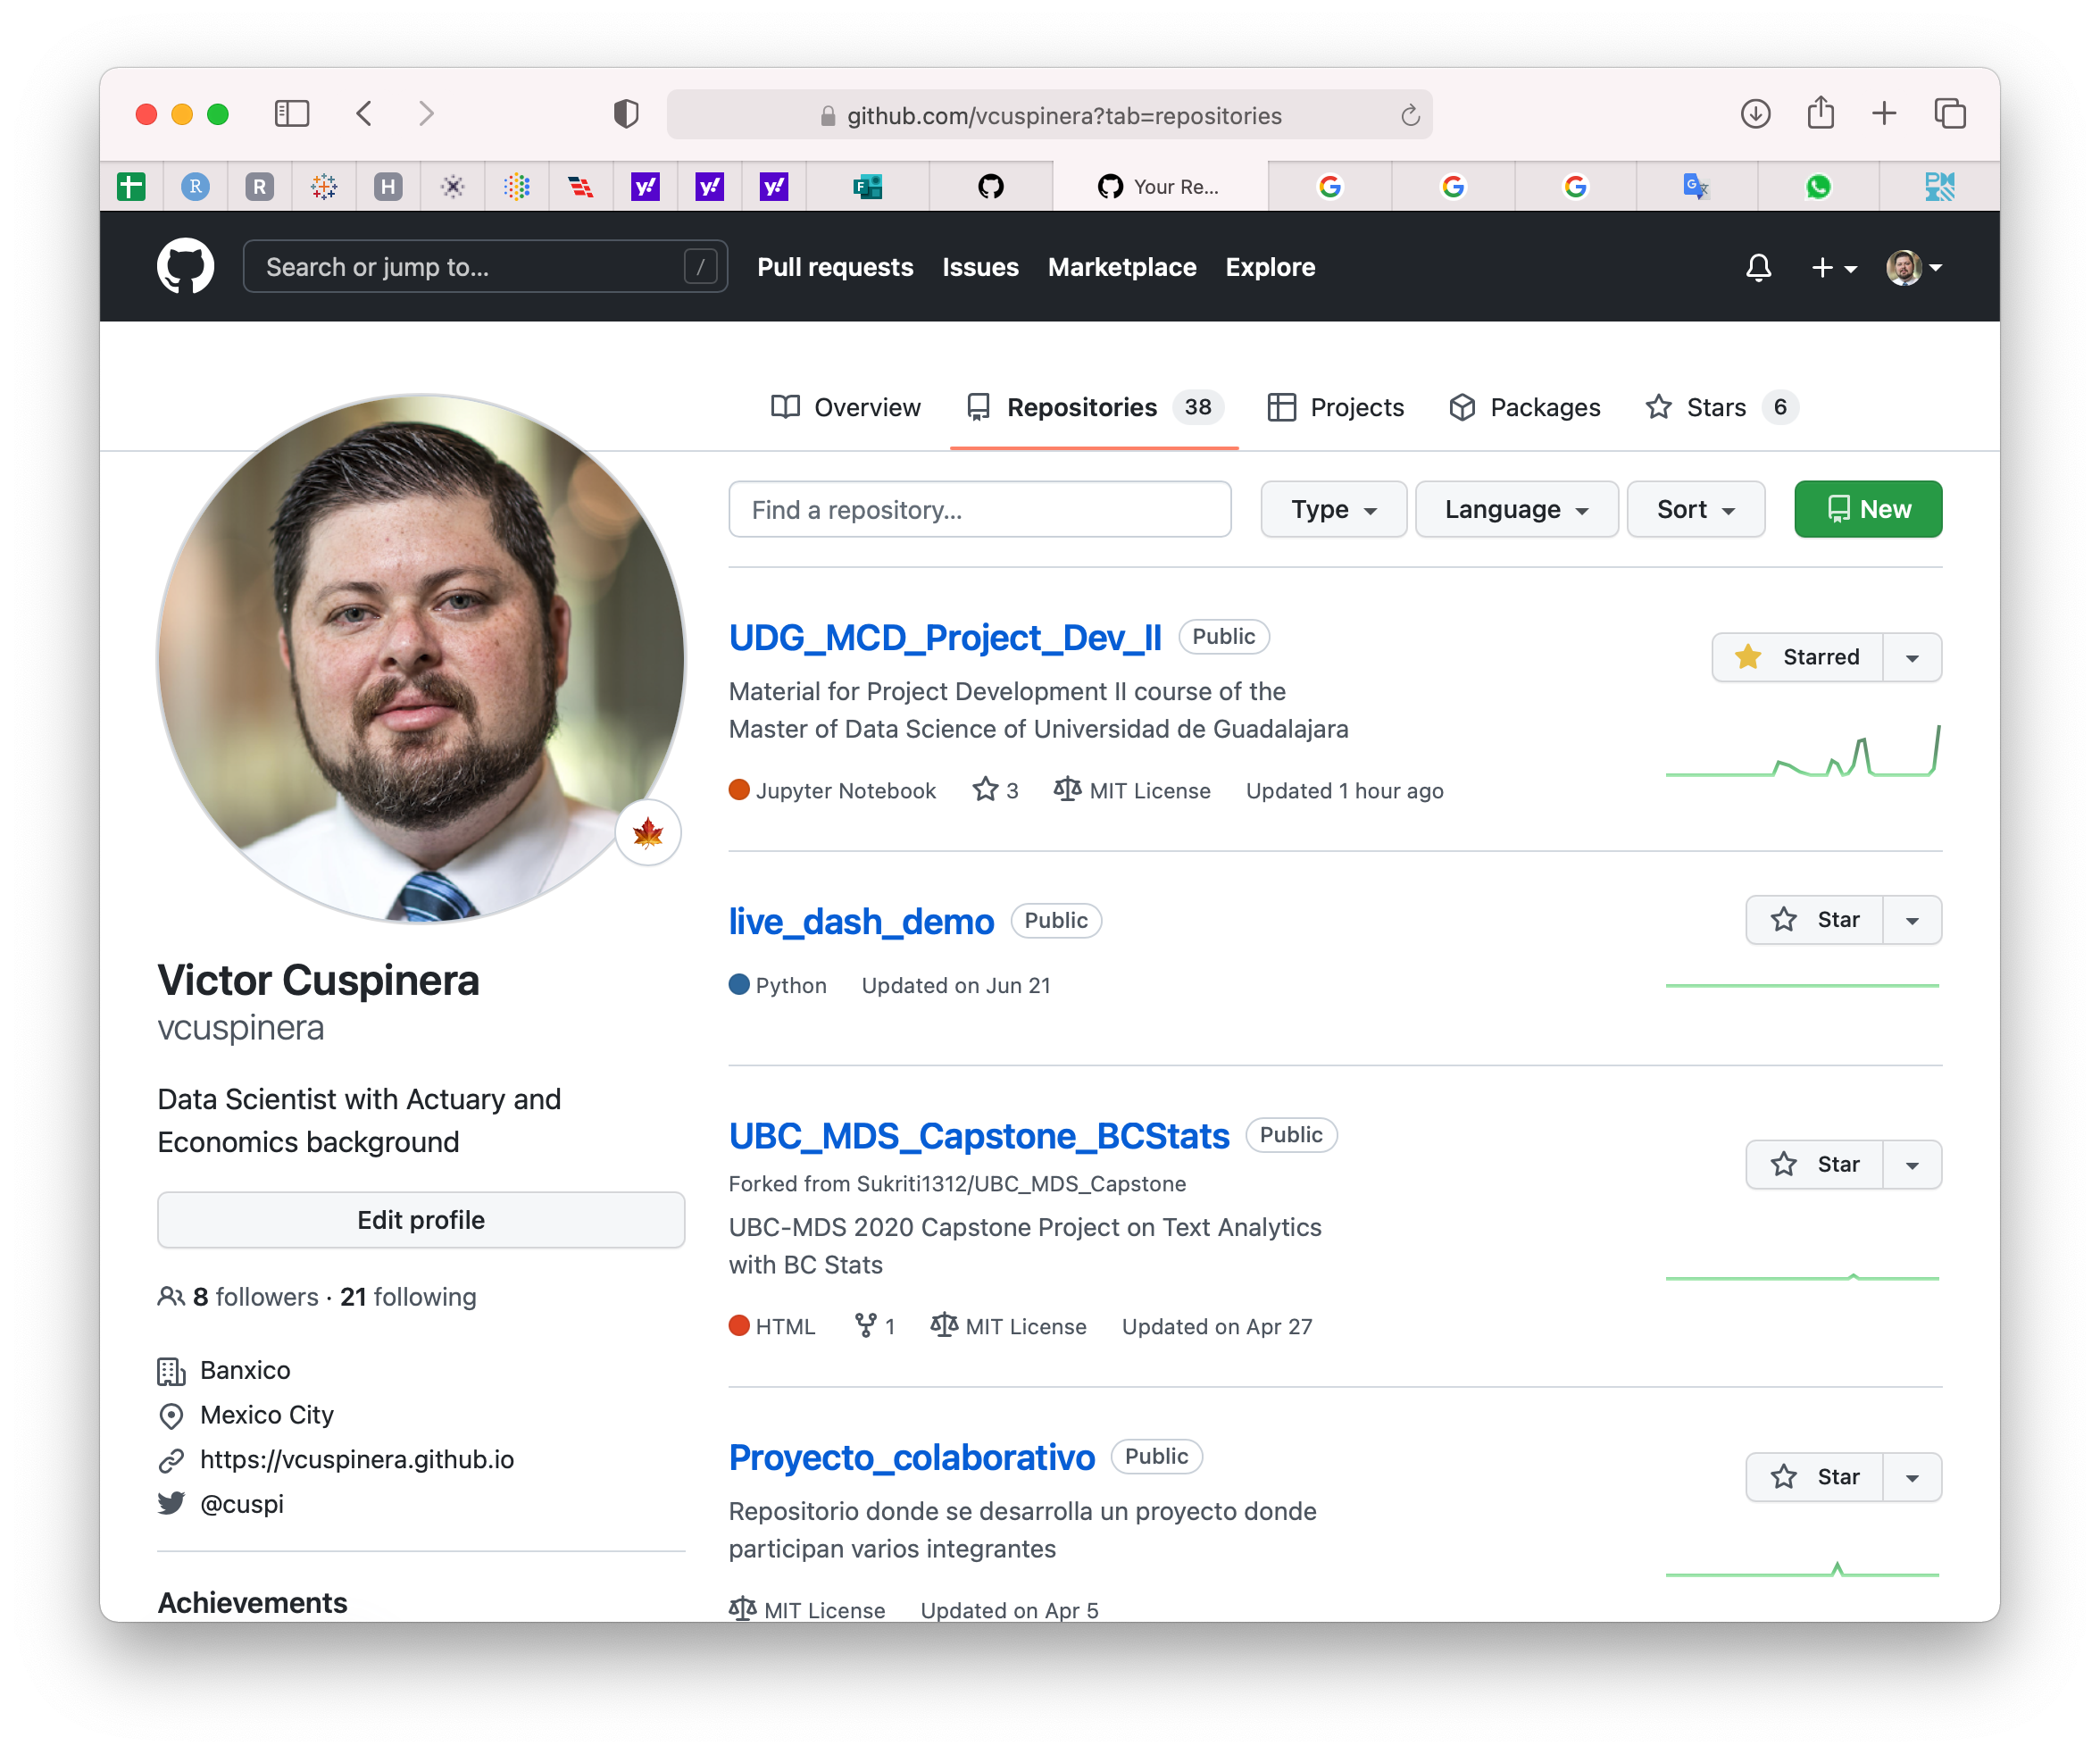 github.com/vcuspinera?tab=repositories
R R H y! y! y! F Your Re... G G G G P
Search or jump to... / Pull requests Issues Marketplace Explore
Overview Repositories 38 Projects Packages Stars 6
Find a repository... Type Language Sort New
UDG_MCD_Project_Dev_II Public
Starred
Material for Project Development II course of the
Master of Data Science of Universidad de Guadalajara
Jupyter Notebook 3 MIT License Updated 1 hour ago
live_dash_demo Public
Star
Python Updated on Jun 21
UBC_MDS_Capstone_BCStats Public
Star
Forked from Sukriti1312/UBC_MDS_Capstone
UBC-MDS 2020 Capstone Project on Text Analytics
with BC Stats
HTML 1 MIT License Updated on Apr 27
Proyecto_colaborativo Public
Star
Repositorio donde se desarrolla un proyecto donde
participan varios integrantes
MIT License Updated on Apr 5
Victor Cuspinera
vcuspinera
Data Scientist with Actuary and
Economics background
Edit profile
8 followers · 21 following
Banxico
Mexico City
https://vcuspinera.github.io
@cuspi
Achievements